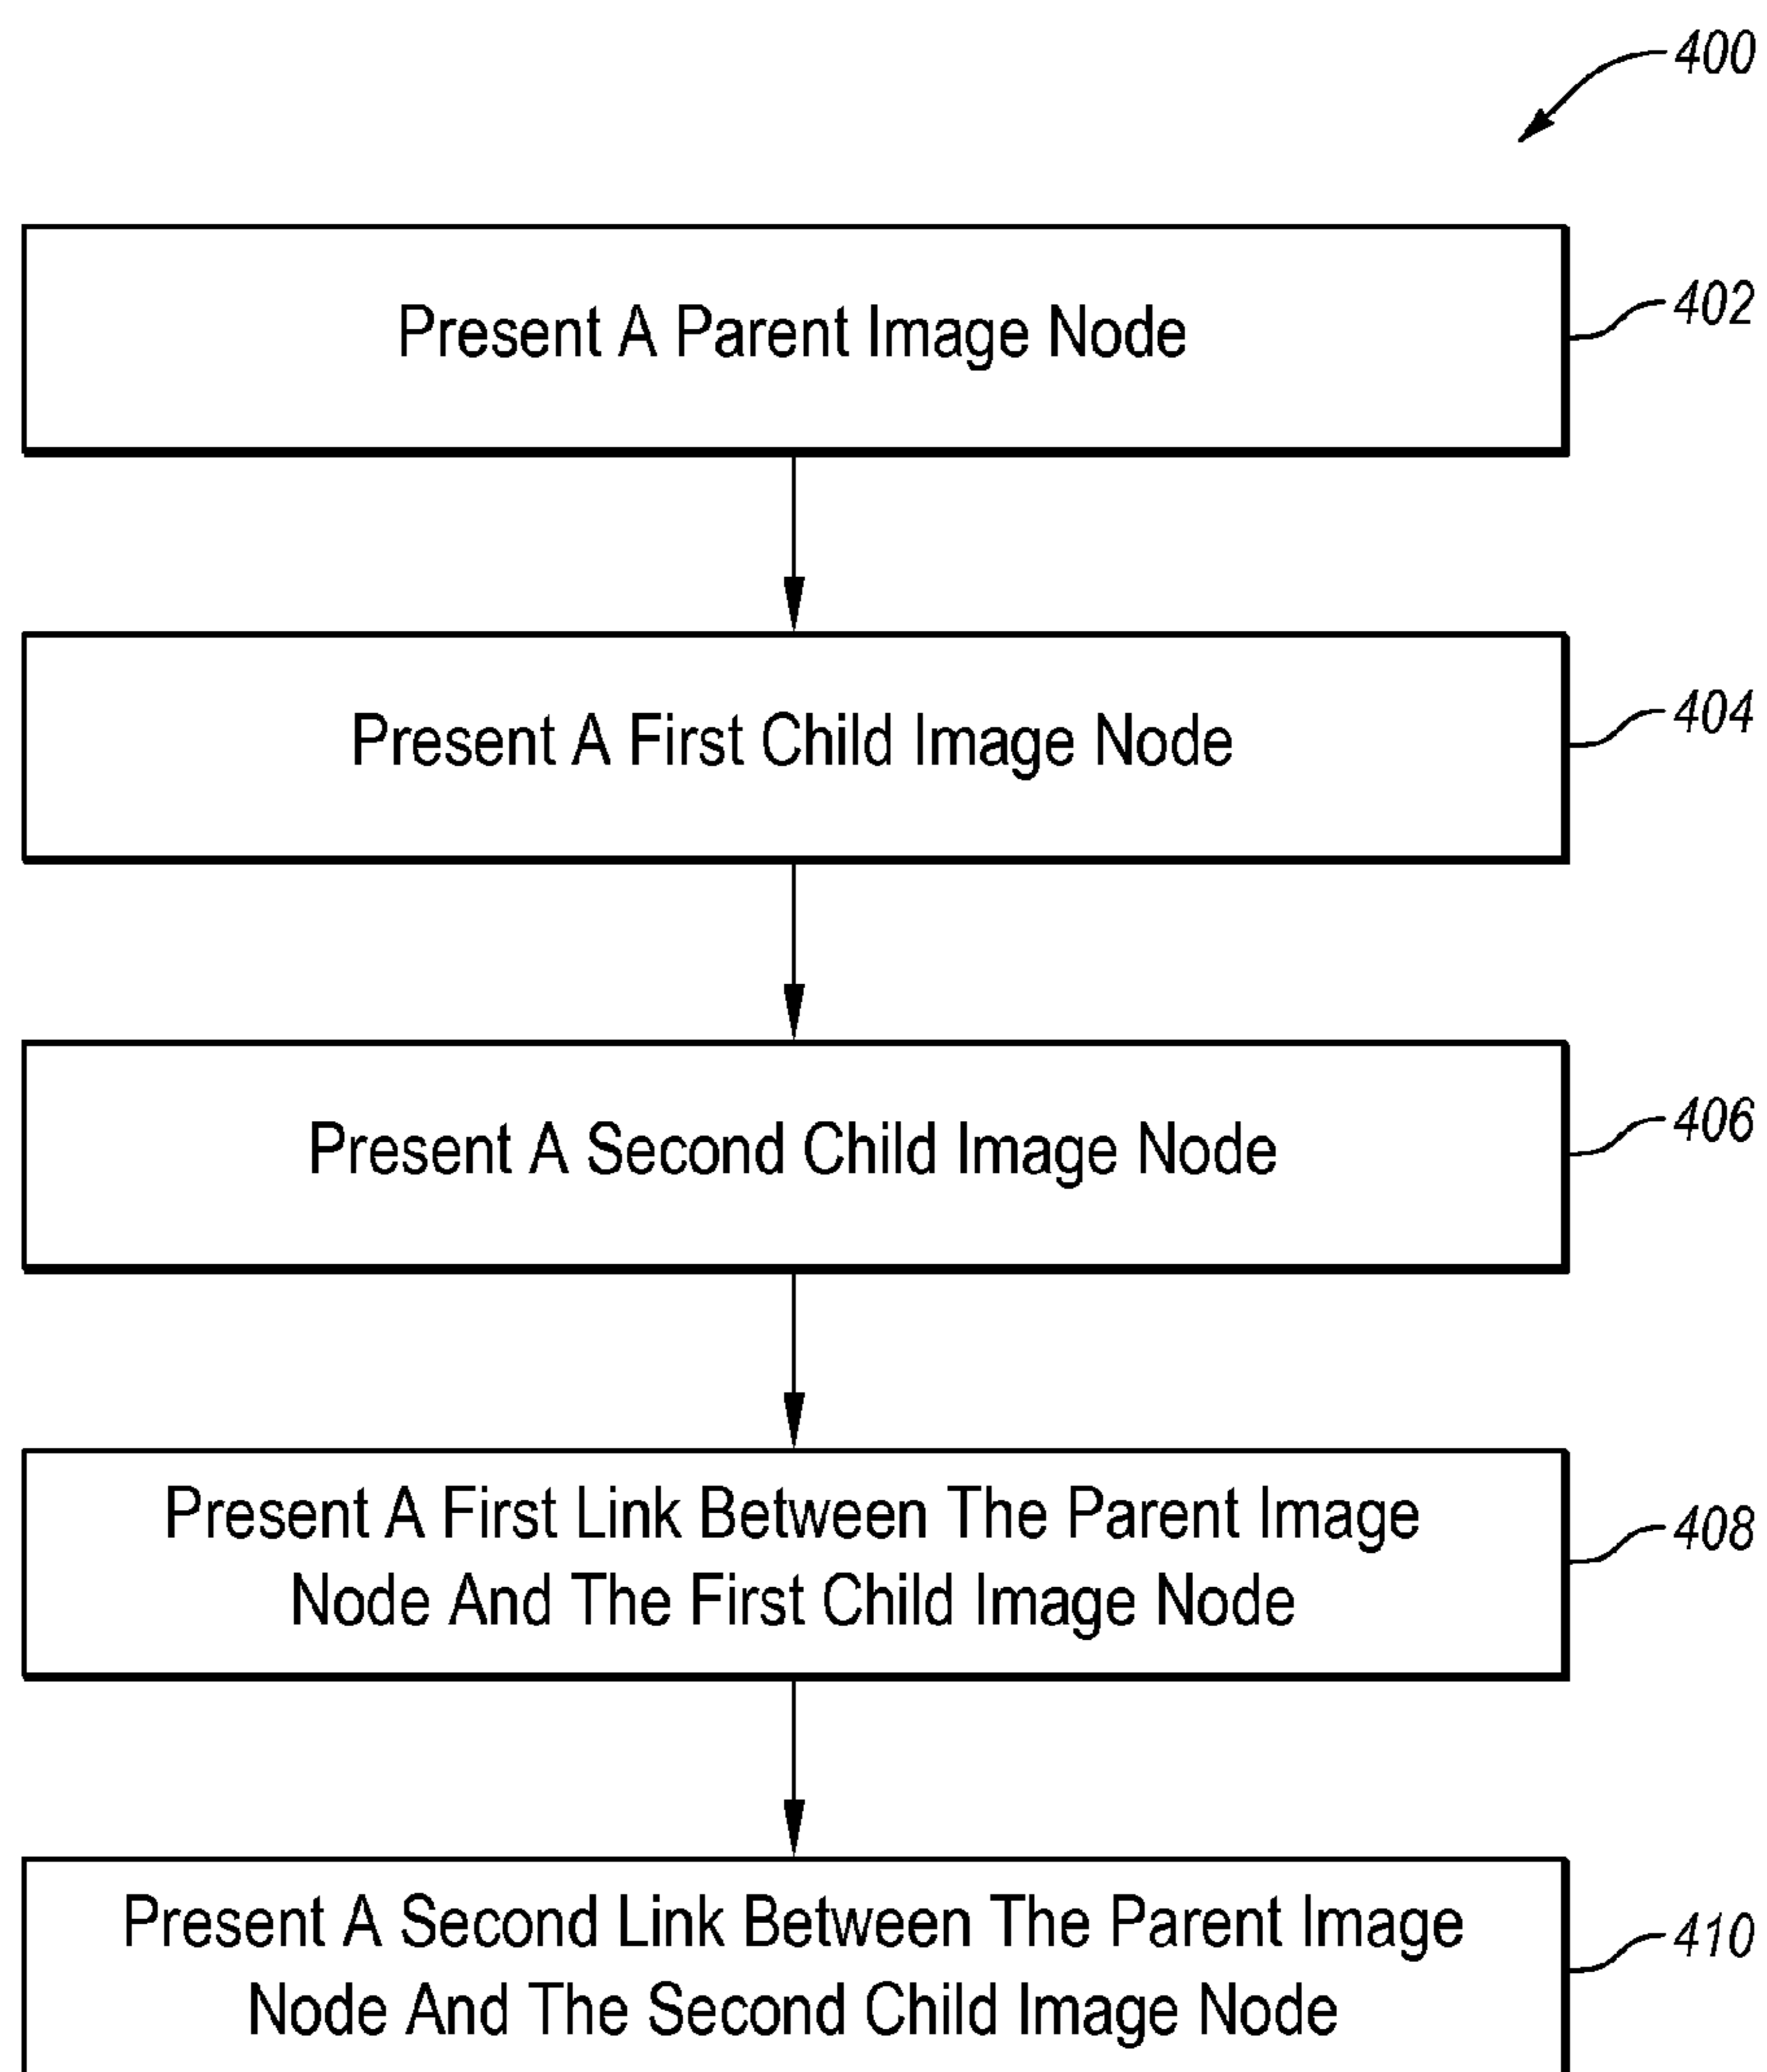 400
Present A Parent Image Node
402
Present A First Child Image Node
404
Present A Second Child Image Node
406
Present A First Link Between The Parent Image
Node And The First Child Image Node
408
Present A Second Link Between The Parent Image
Node And The Second Child Image Node
410